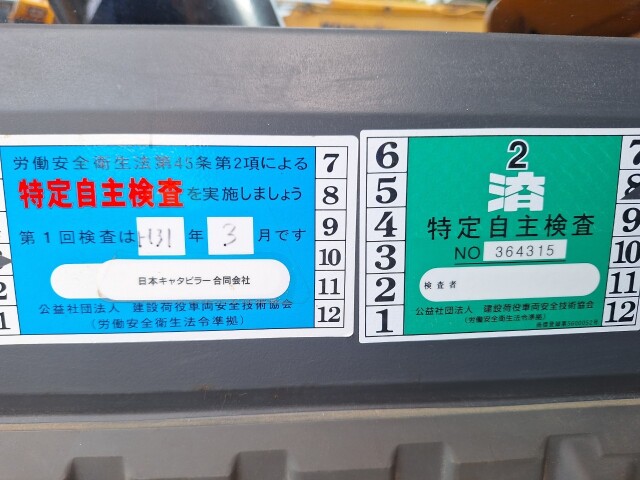 労働安全衛生法第45条第2項による
特定自主検査を実施しましょう
第1回検査はH31年3月です
日本キャタピラー合同会社
公益社団法人 建設荷役車両安全技術協会
(労働安全衛生法令準拠)
7
8
9
10
11
12
2
1
6
5
4
3
2
1
2
済
特定自主検査
NO 364315
検査者
公益社団法人 建設荷役車両安全技術協会
(労働安全衛生法令準拠)
7
8
9
10
11
12